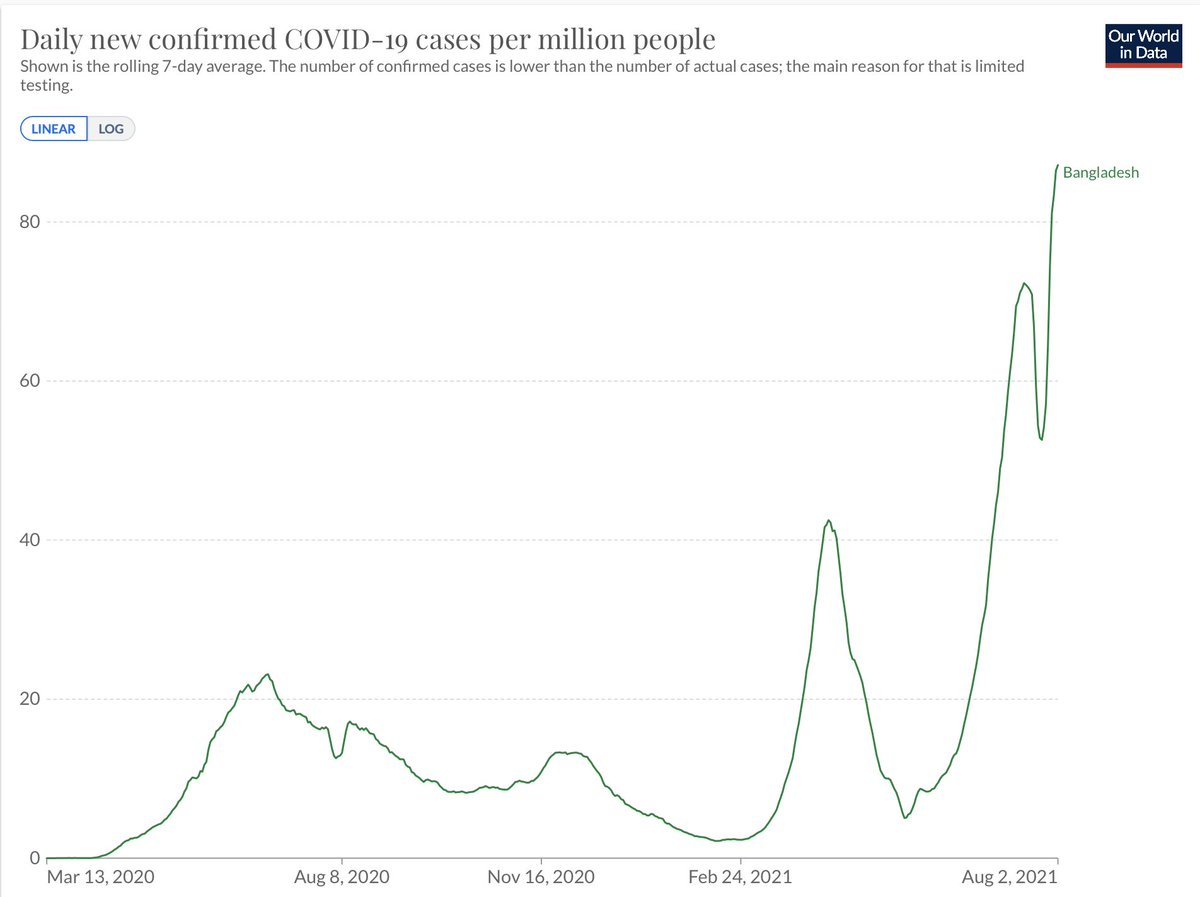 Daily new confirmed COVID-19 cases per million people
Shown is the rolling 7-day average. The number of confirmed cases is lower than the number of actual cases; the main reason for that is limited
testing.
Our World
in Data
LINEAR LOG
Bangladesh
80
60
40
20
0
Mar 13, 2020 Aug 8, 2020 Nov 16, 2020 Feb 24, 2021 Aug 2, 2021